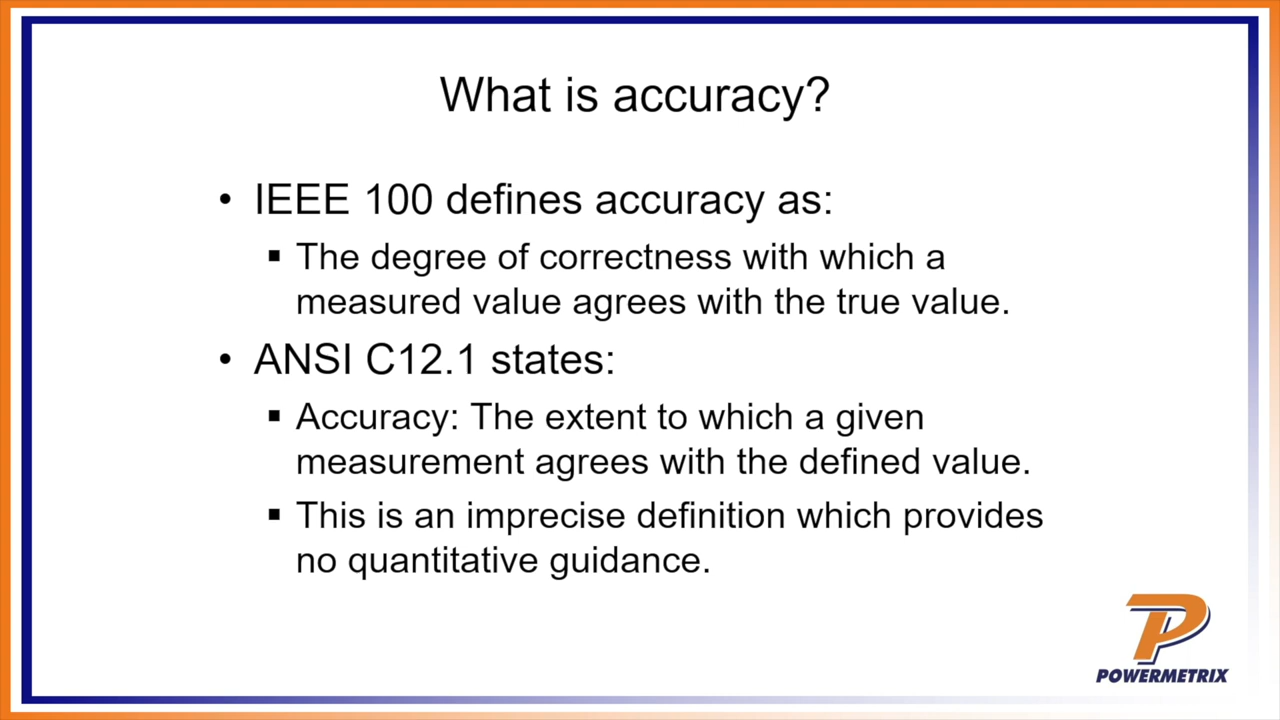 What is accuracy?
• IEEE 100 defines accuracy as:
▪ The degree of correctness with which a
measured value agrees with the true value.
• ANSI C12.1 states:
▪ Accuracy: The extent to which a given
measurement agrees with the defined value.
▪ This is an imprecise definition which provides
no quantitative guidance.
P
POWERMETRIX